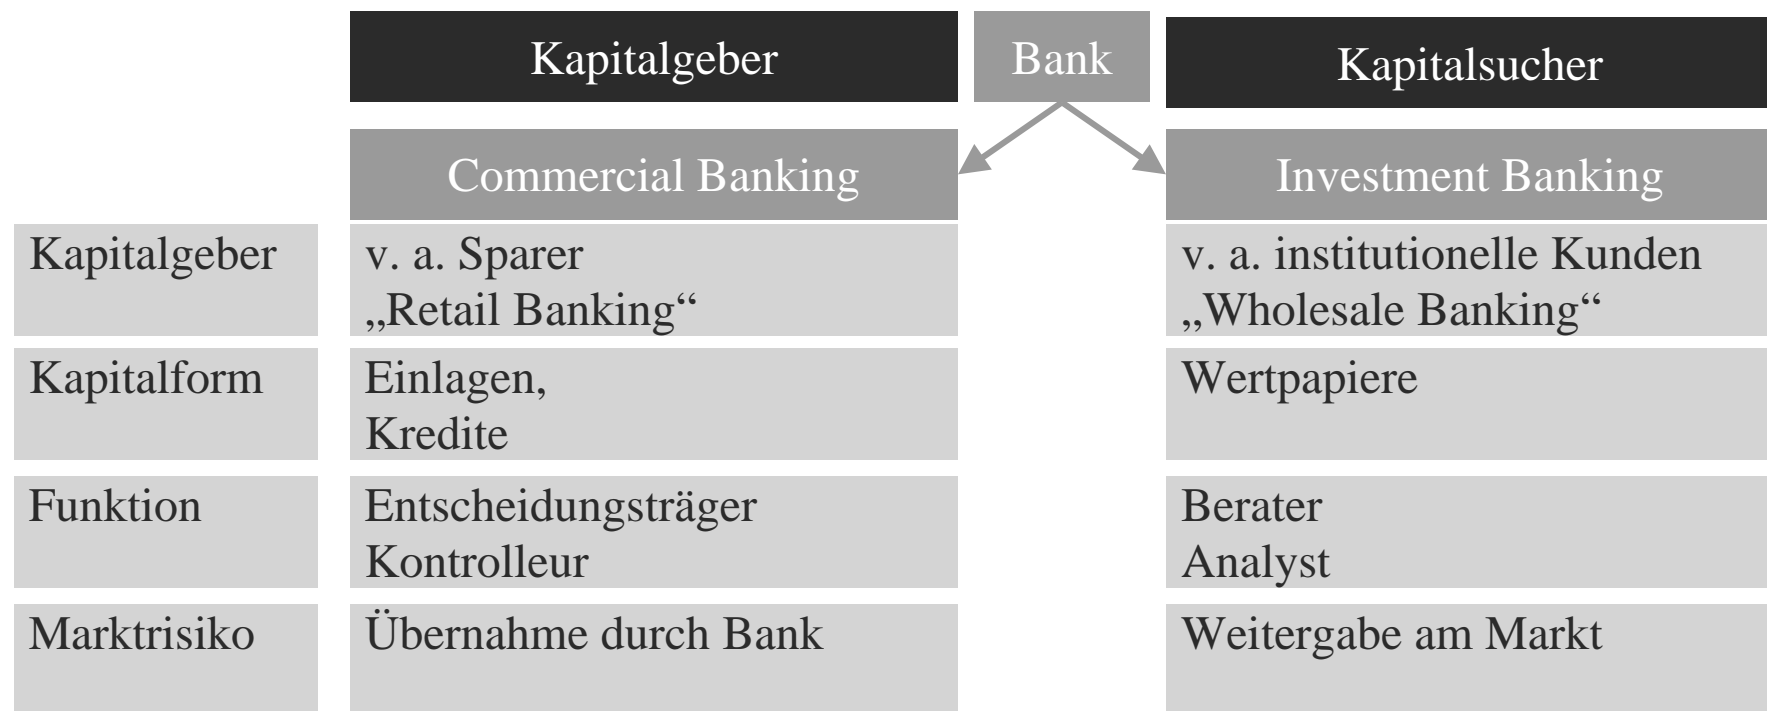 Kapitalgeber
Bank
Kapitalsucher
Commercial Banking
Investment Banking
Kapitalgeber
v. a. Sparer
„Retail Banking“
v. a. institutionelle Kunden
„Wholesale Banking“
Kapitalform
Einlagen,
Kredite
Wertpapiere
Funktion
Entscheidungsträger
Kontrolleur
Berater
Analyst
Marktrisiko
Übernahme durch Bank
Weitergabe am Markt